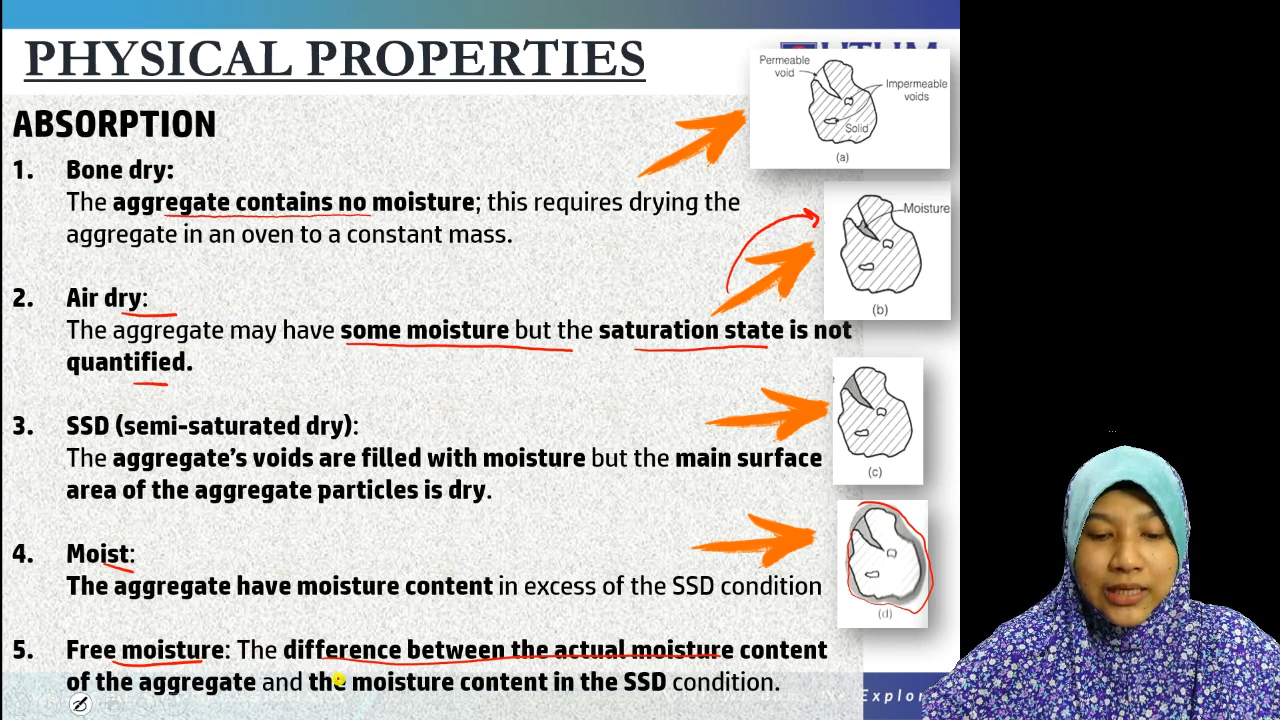 PHYSICAL PROPERTIES
ABSORPTION
1. Bone dry:
The aggregate contains no moisture; this requires drying the
aggregate in an oven to a constant mass.
2. Air dry:
The aggregate may have some moisture but the saturation state is not
quantified.
3. SSD (semi-saturated dry):
The aggregate's voids are filled with moisture but the main surface
area of the aggregate particles is dry.
4. Moist:
The aggregate have moisture content in excess of the SSD condition
5. Free moisture: The difference between the actual moisture content
of the aggregate and the moisture content in the SSD condition.
Permeable
void
Impermeable
voids
Solid
(a)
Moisture
(b)
(c)
(d)